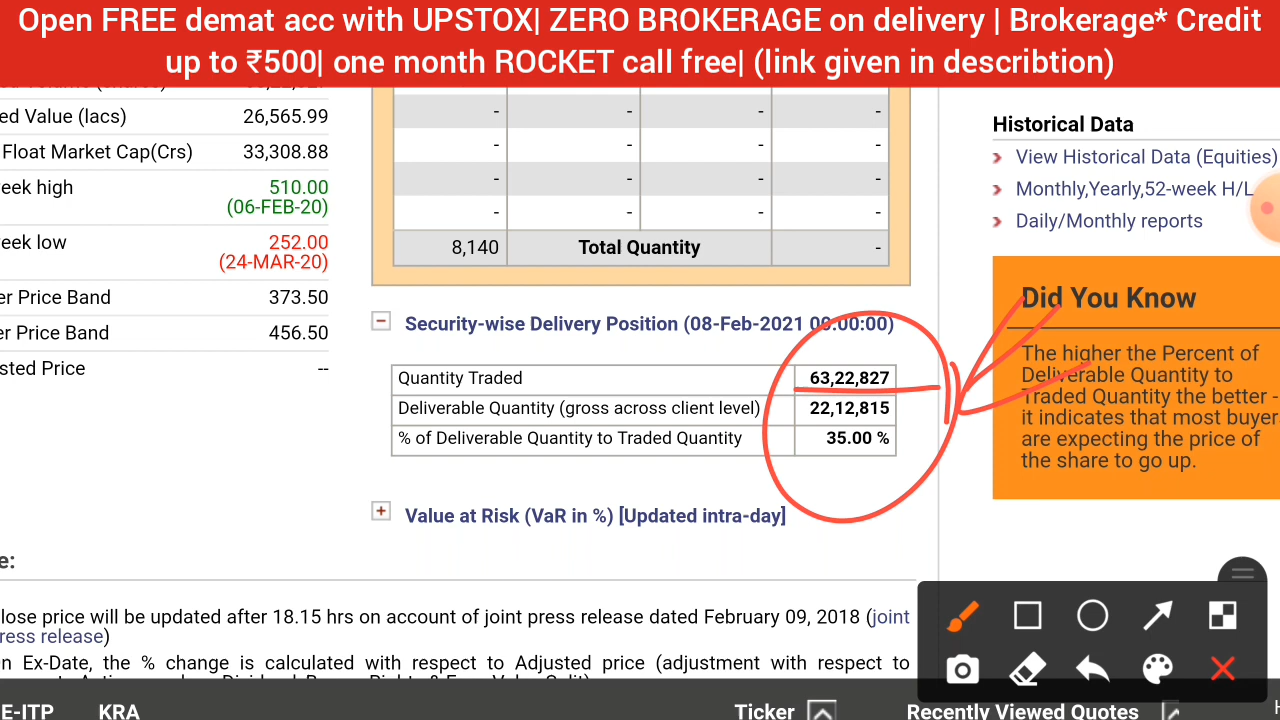 Open FREE demat acc with UPSTOX| ZERO BROKERAGE on delivery | Brokerage* Credit
up to ₹500| one month ROCKET call free| (link given in describtion)
ed Value (lacs) 26,565.99
Float Market Cap(Crs) 33,308.88
eek high 510.00
(06-FEB-20)
eek low 252.00
(24-MAR-20)
er Price Band 373.50
er Price Band 456.50
sted Price --
- - -
- - -
- - -
- - -
8,140 Total Quantity -
Security-wise Delivery Position (08-Feb-2021 00:00:00)
Quantity Traded 63,22,827
Deliverable Quantity (gross across client level) 22,12,815
% of Deliverable Quantity to Traded Quantity 35.00 %
Value at Risk (VaR in %) [Updated intra-day]
Historical Data
View Historical Data (Equities)
Monthly,Yearly,52-week H/L
Daily/Monthly reports
Did You Know
The higher the Percent of
Deliverable Quantity to
Traded Quantity the better -
it indicates that most buyer
are expecting the price of
the share to go up.
e:
lose price will be updated after 18.15 hrs on account of joint press release dated February 09, 2018 (joint
ress release)
n Ex-Date, the % change is calculated with respect to Adjusted price (adjustment with respect to
E-ITP KRA Ticker Recently Viewed Quotes